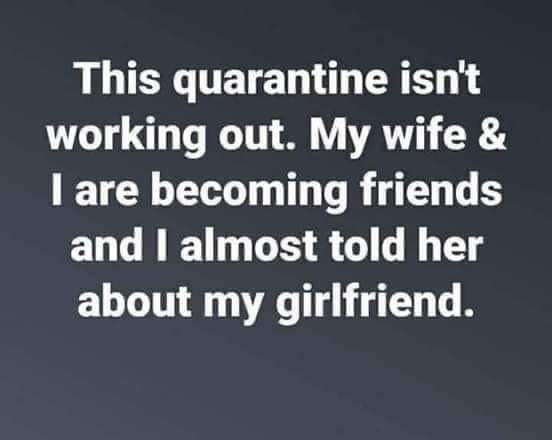 This quarantine isn't
working out. My wife &
I are becoming friends
and I almost told her
about my girlfriend.